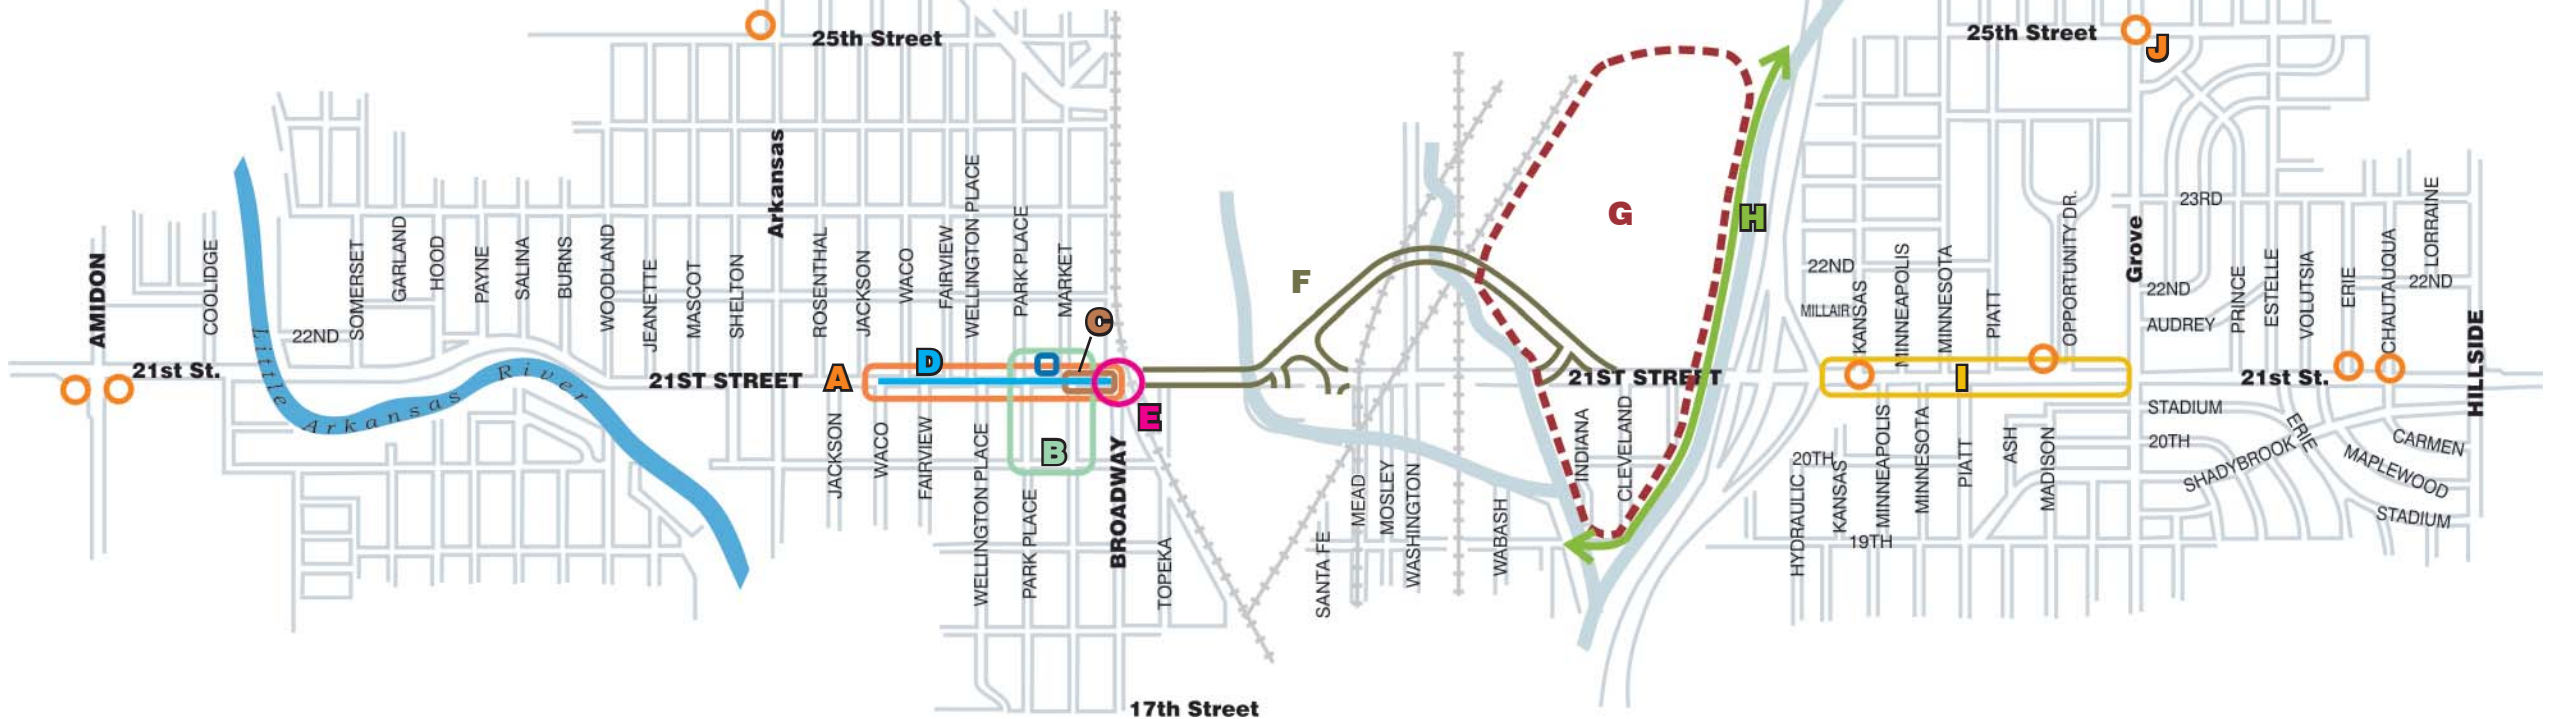 25th Street
25th Street
J
Arkansas
WELLINGTON PLACE
PARK PLACE
G
H
23RD
LORRAINE
AMIDON
COOLIDGE
SOMERSET
GARLAND
HOOD
PAYNE
SALINA
BURNS
WOODLAND
JEANETTE
MASCOT
SHELTON
ROSENTHAL
JACKSON
WACO
FAIRVIEW
MARKET
C
F
22ND
MILLAIR
KANSAS
MINNEAPOLIS
MINNESOTA
PIATT
OPPORTUNITY DR.
Grove
22ND
AUDREY
PRINCE
ESTELLE
VOLUTSIA
ERIE
CHAUTAUQUA
22ND
HILLSIDE
22ND
21st St.
Little Arkansas River
21ST STREET
A
D
E
B
21ST STREET
I
21st St.
JACKSON
WACO
FAIRVIEW
WELLINGTON PLACE
PARK PLACE
BROADWAY
TOPEKA
SANTA FE
MEAD
MOSLEY
WASHINGTON
WABASH
INDIANA
CLEVELAND
HYDRAULIC
20TH
KANSAS
MINNEAPOLIS
MINNESOTA
PIATT
ASH
MADISON
19TH
STADIUM
20TH
SHADYBROOK
ERIE
CARMEN
MAPLEWOOD
STADIUM
17th Street